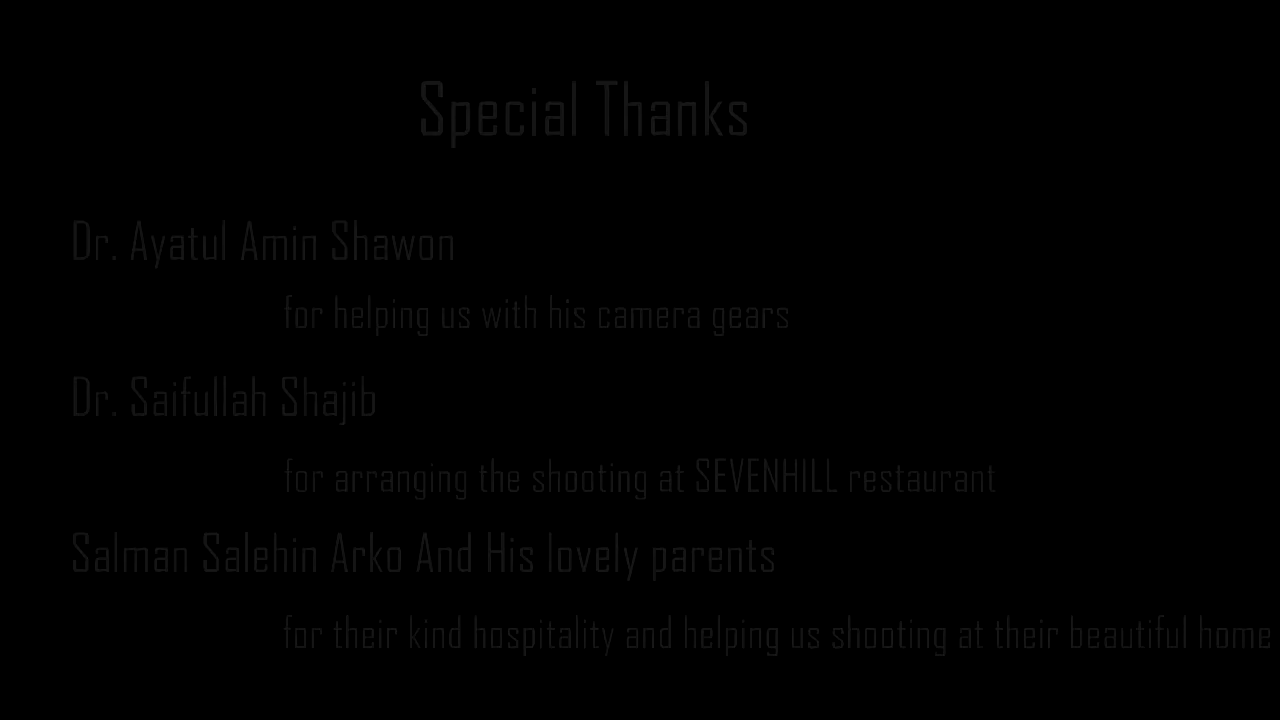 Special Thanks
Dr. Ayatul Amin Shawon
for helping us with his camera gears
Dr. Saifullah Shajib
for arranging the shooting at SEVENHILL restaurant
Salman Salehin Arko And His lovely parents
for their kind hospitality and helping us shooting at their beautiful home